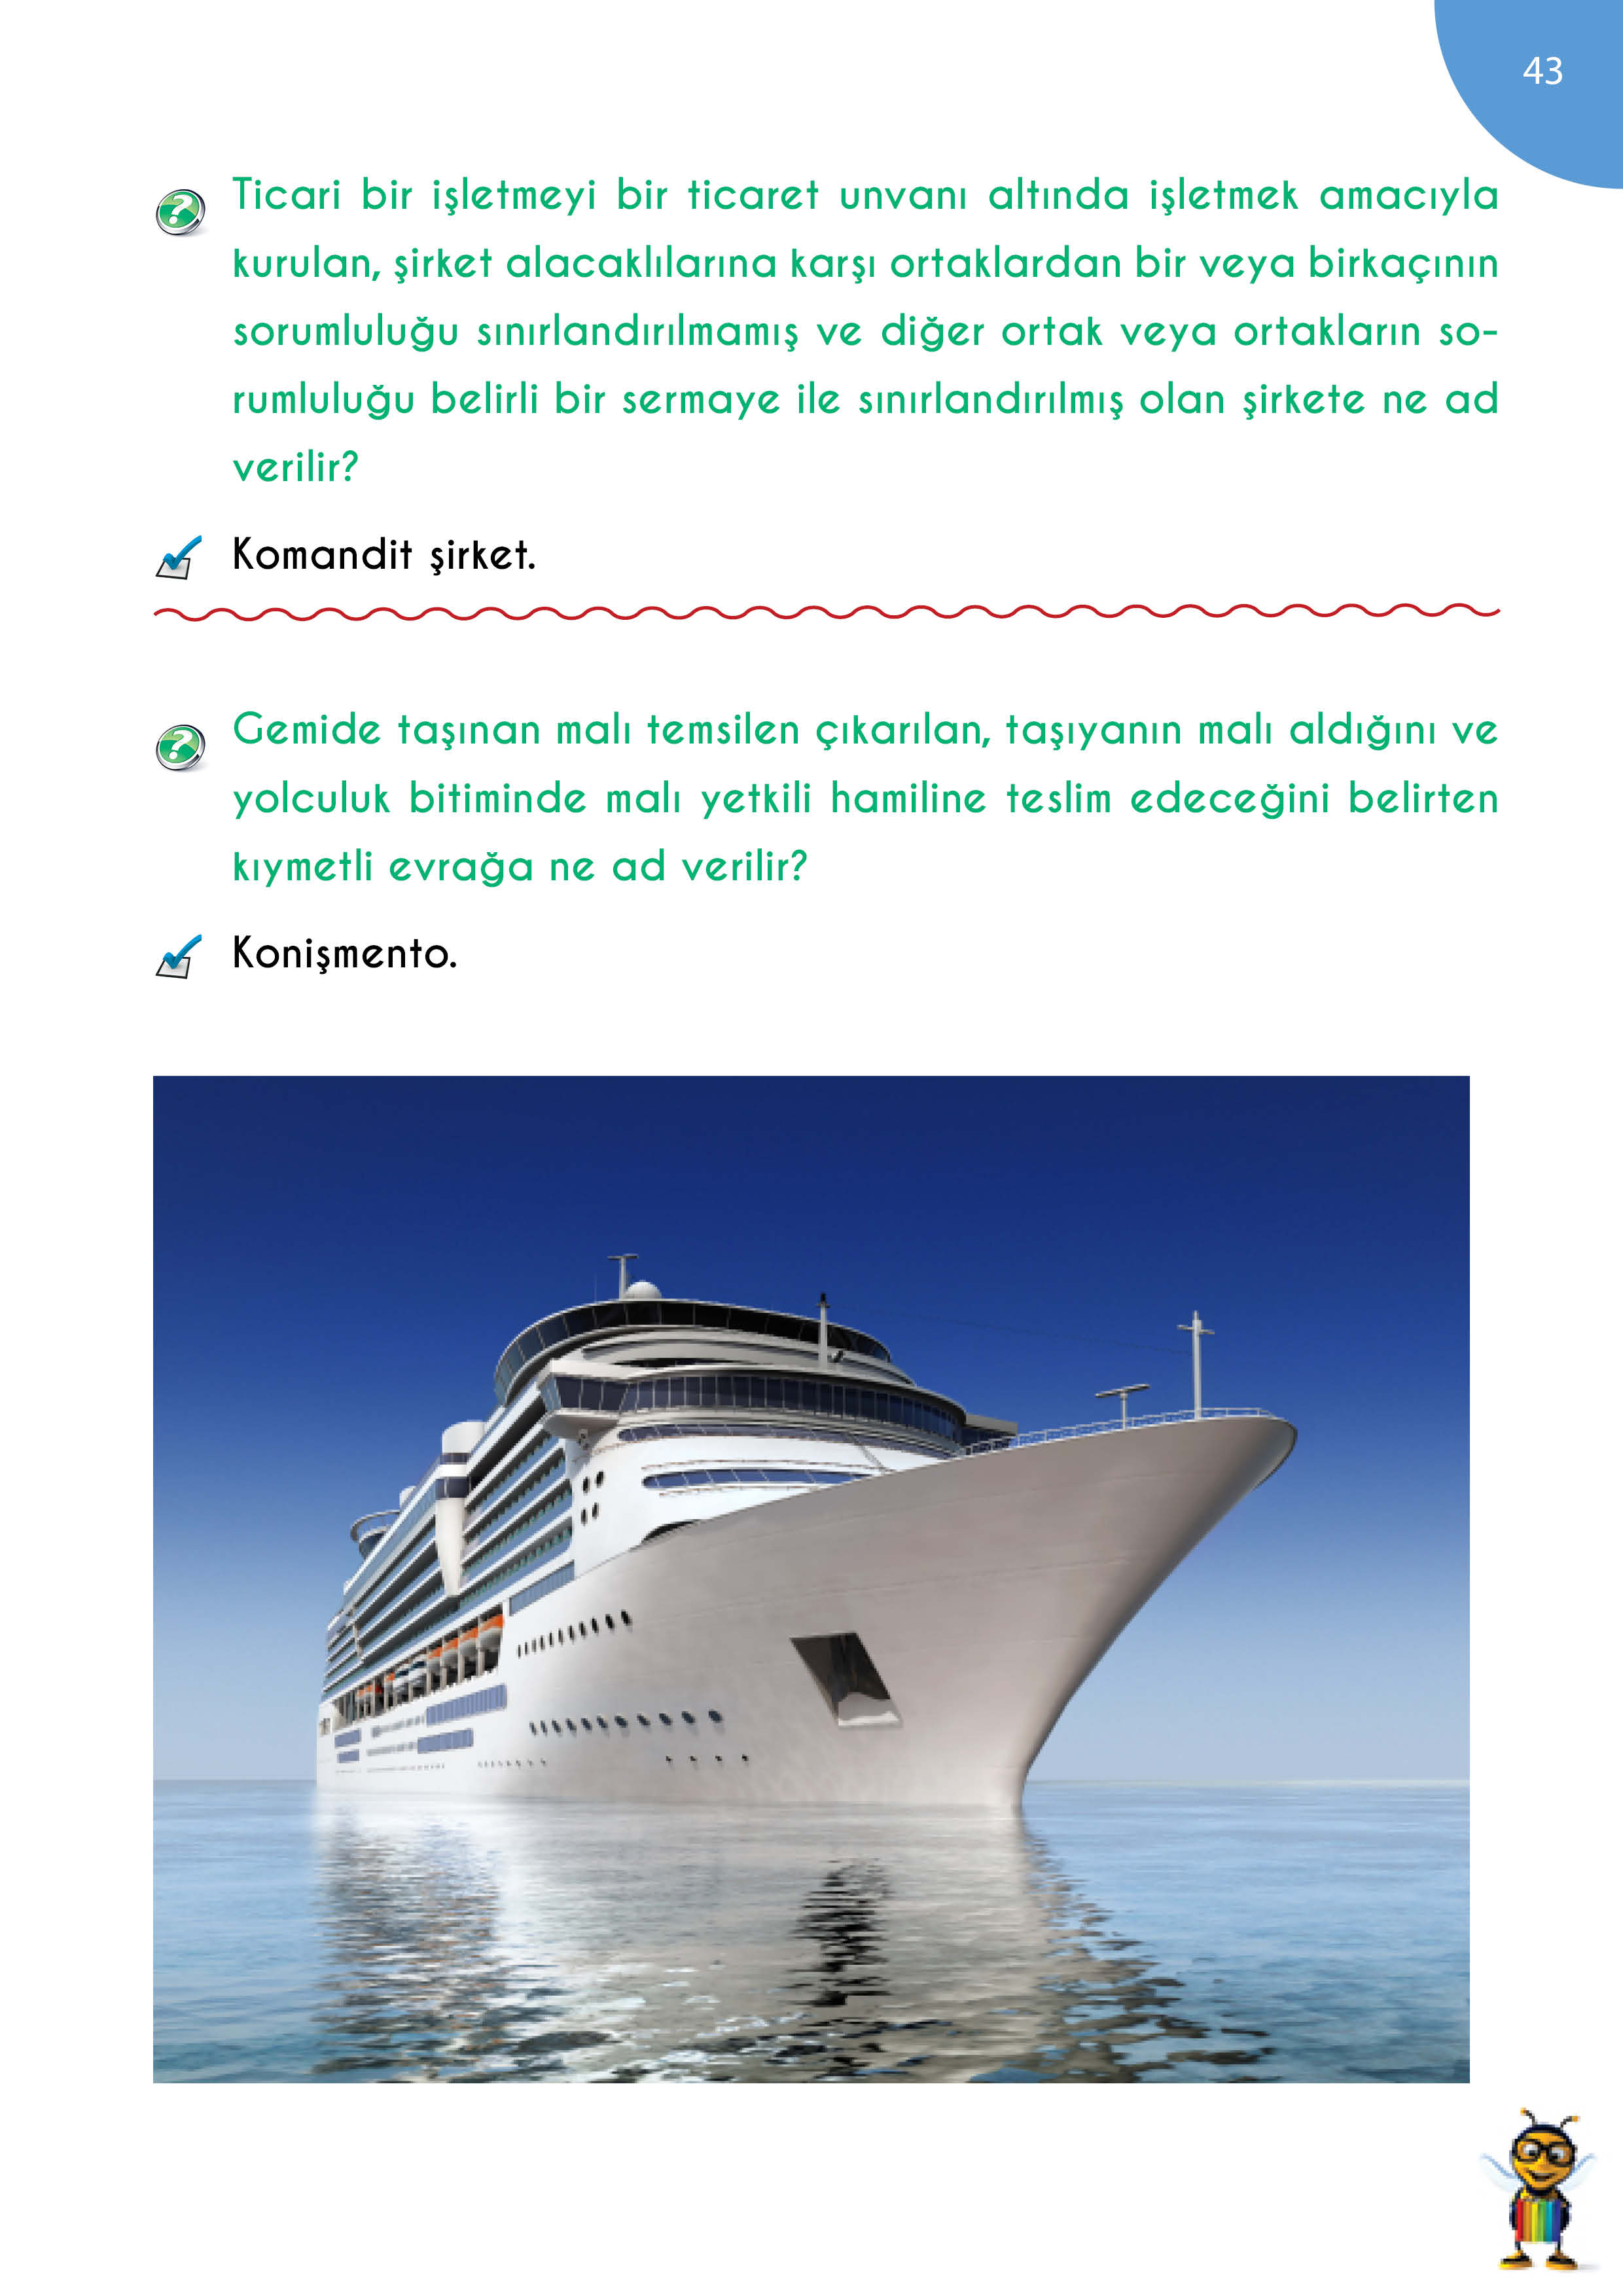 43
Ticari bir işletmeyi bir ticaret unvanı altında işletmek amacıyla
kurulan, şirket alacaklılarına karşı ortaklardan bir veya birkaçının
sorumluluğu sınırlandırılmamış ve diğer ortak veya ortakların so-
rumluluğu belirli bir sermaye ile sınırlandırılmış olan şirkete ne ad
verilir?
Komandit şirket.
Gemide taşınan malı temsilen çıkarılan, taşıyanın malı aldığını ve
yolculuk bitiminde malı yetkili hamiline teslim edeceğini belirten
kıymetli evrağa ne ad verilir?
Konişmento.